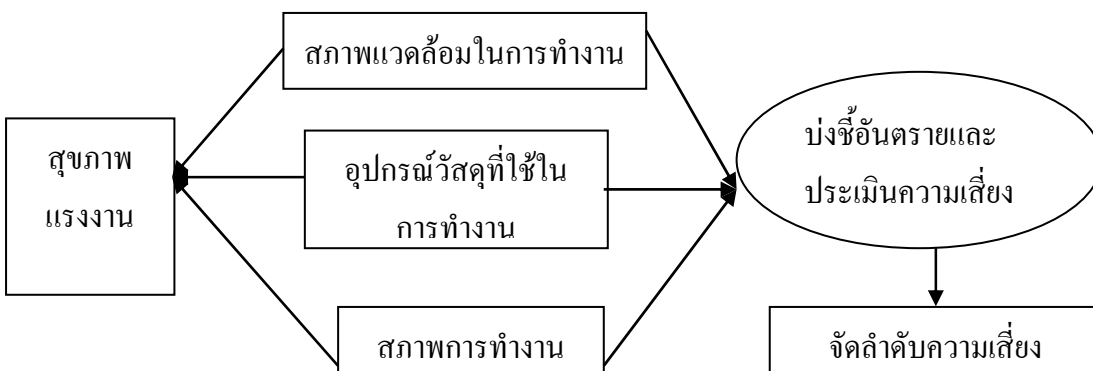 สภาพแวดล้อมในการทำงาน
สุขภาพ
แรงงาน
อุปกรณ์วัสดุที่ใช้ใน
การทำงาน
สภาพการทำงาน
บ่งชี้อันตรายและ
ประเมินความเสี่ยง
จัดลำดับความเสี่ยง